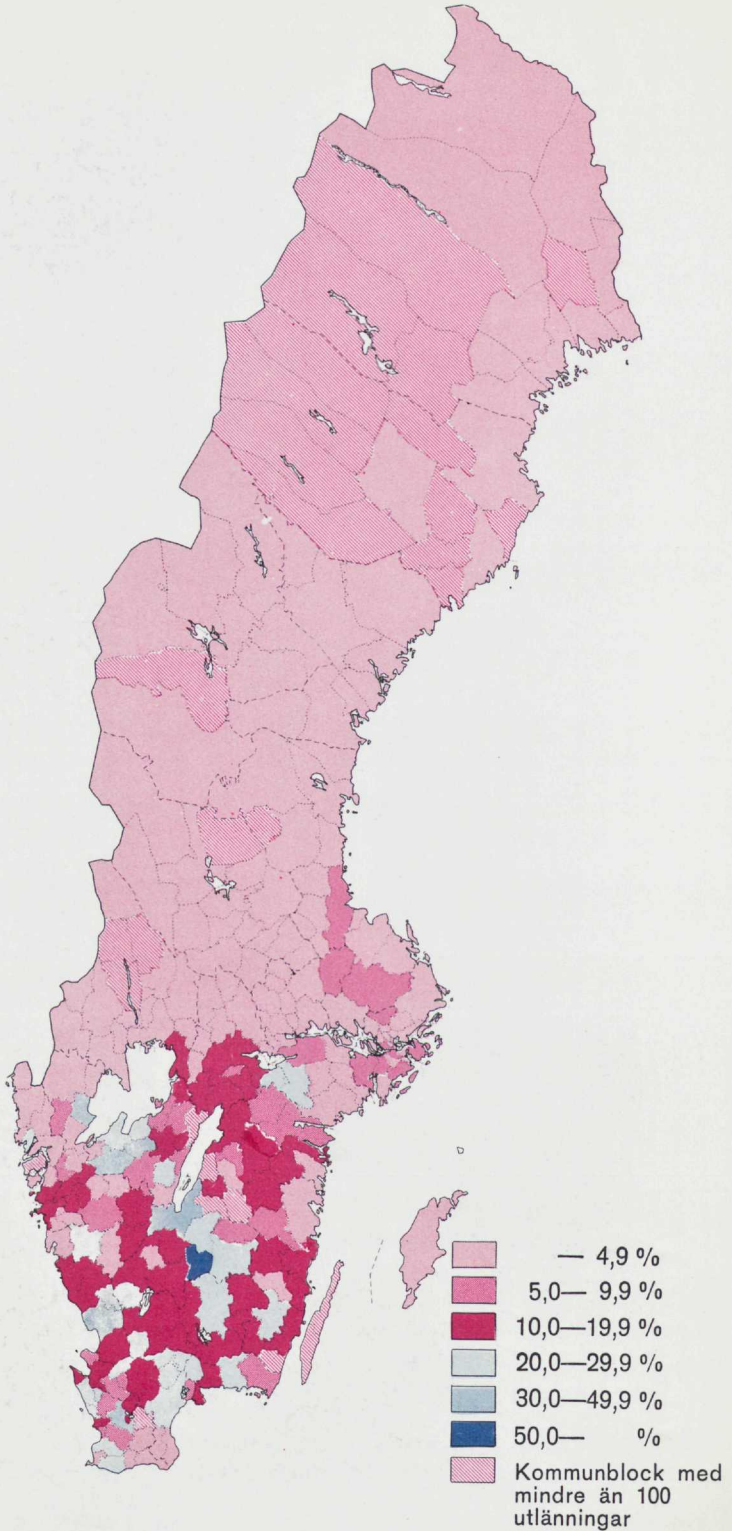 — 4,9 %
5,0— 9,9 %
10,0—19,9 %
20,0—29,9 %
30,0—49,9 %
50,0— %
Kommunblock med
mindre än 100
utlänningar